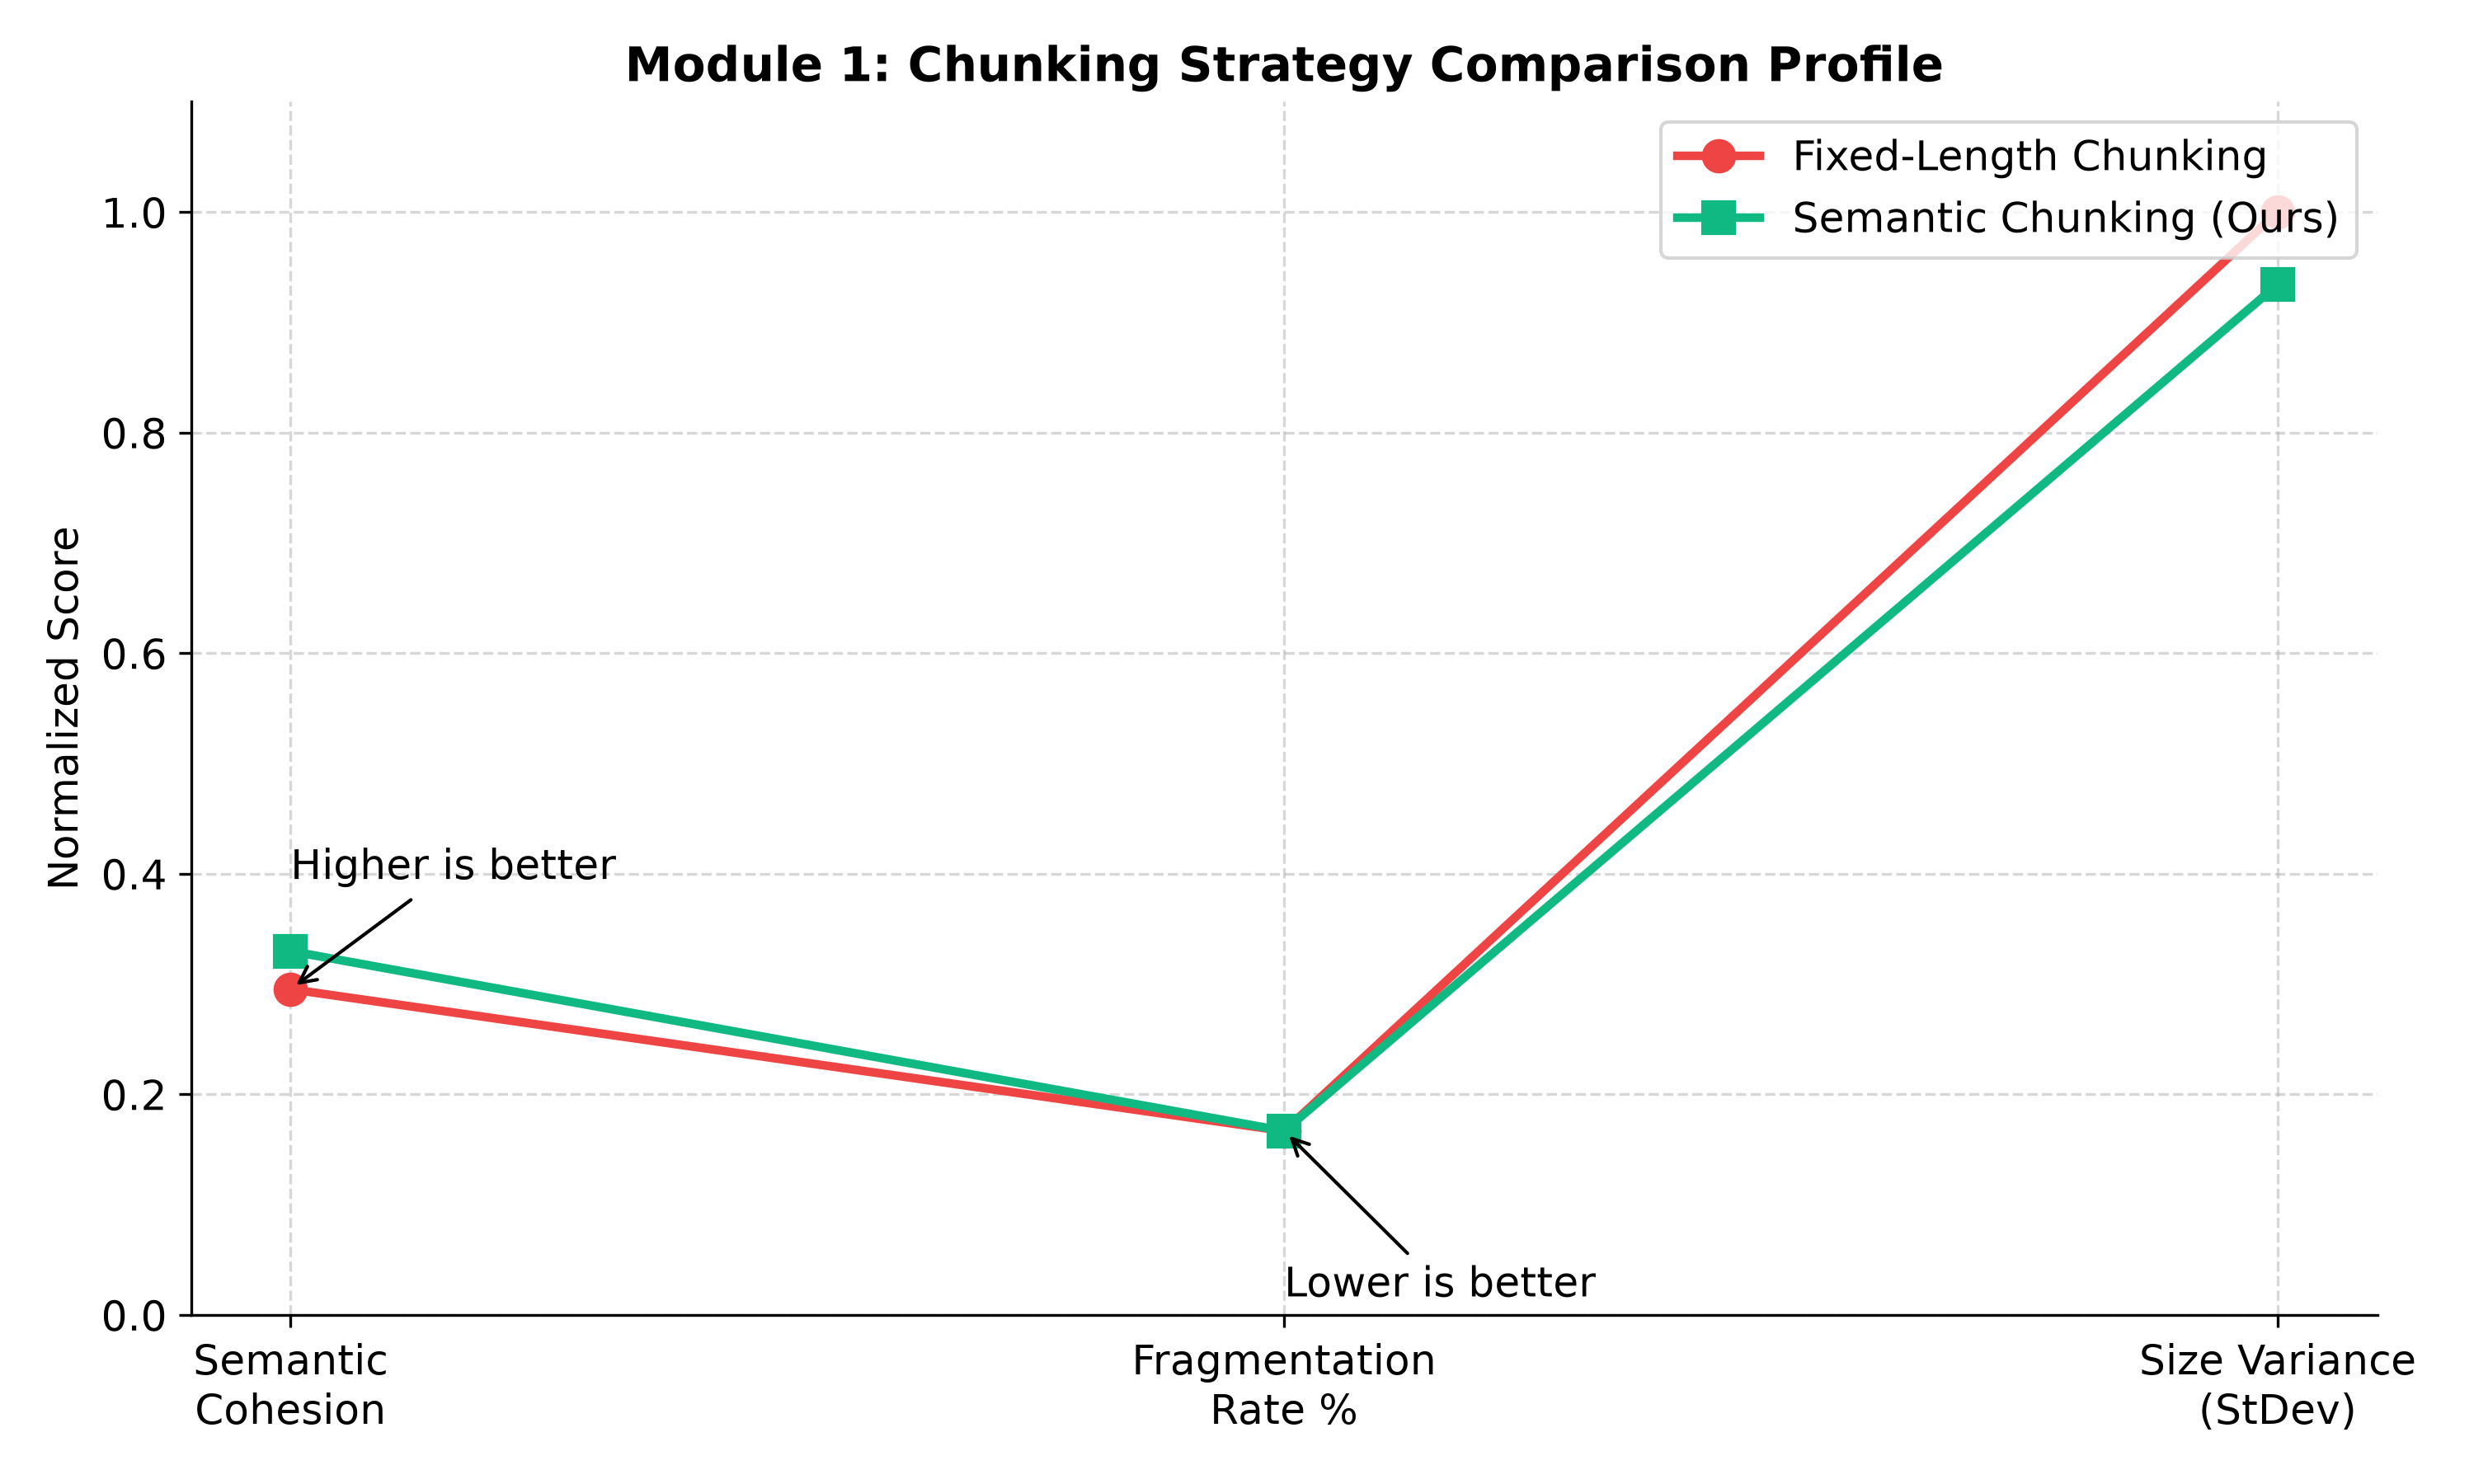 Module 1: Chunking Strategy Comparison Profile
Fixed-Length Chunking
Semantic Chunking (Ours)
Normalized Score
1.0
0.8
0.6
0.4
0.2
0.0
Higher is better
Lower is better
Semantic
Cohesion
Fragmentation
Rate %
Size Variance
(StDev)